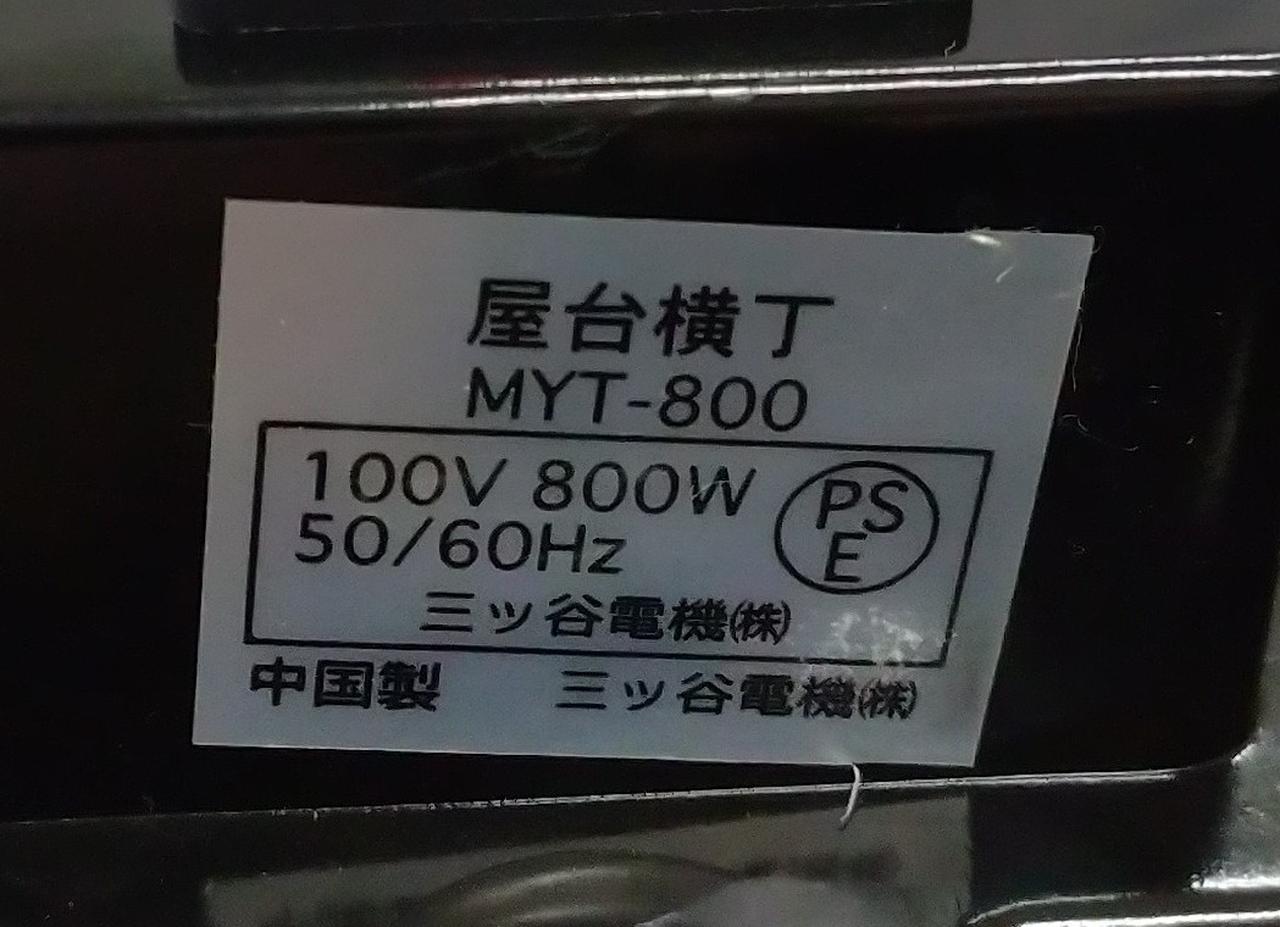 屋台横丁
MYT-800
100V 800W
50/60Hz
PS
E
三ッ谷電機㈱
中国製 三ッ谷電機㈱